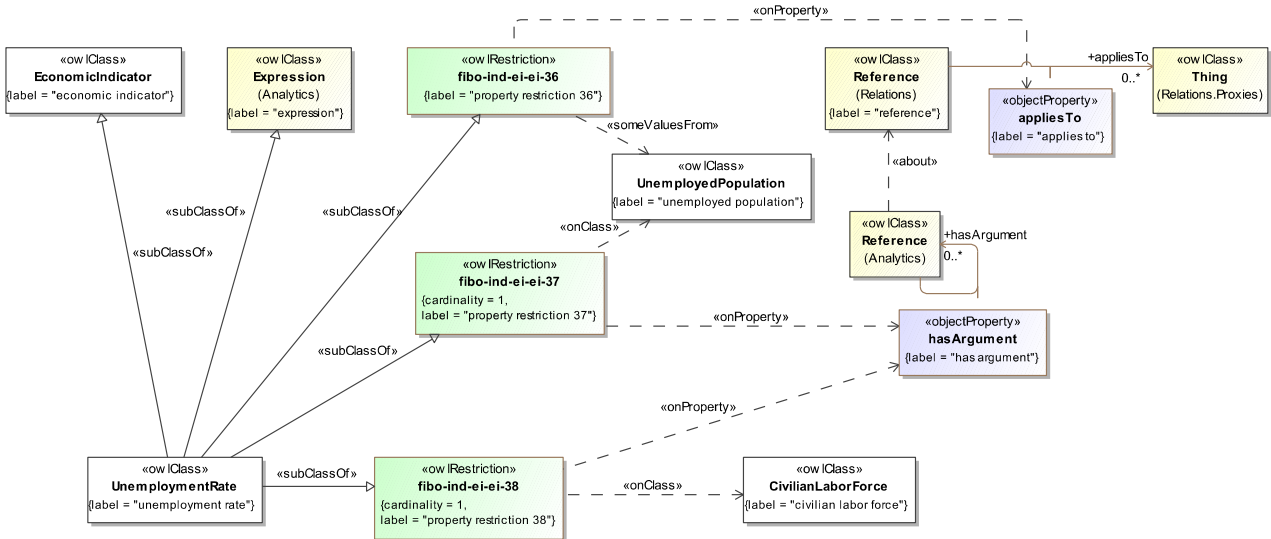 «onProperty»
«owlClass»
EconomicIndicator
{label = "economic indicator"}
«owlClass»
Expression
(Analytics)
{label = "expression"}
«owlRestriction»
fibo-ind-ei-ei-36
{label = "property restriction 36"}
«owlClass»
Reference
(Relations)
{label = "reference"}
+appliesTo
0..*
«owlClass»
Thing
(Relations.Proxies)
«objectProperty»
appliesTo
{label = "applies to"}
«someValuesFrom»
«owlClass»
UnemployedPopulation
{label = "unemployed population"}
«about»
«subClassOf»
«subClassOf»
«subClassOf»
«onClass»
«owlClass»
Reference
(Analytics)
+hasArgument
0..*
«owlRestriction»
fibo-ind-ei-ei-37
{cardinality = 1,
label = "property restriction 37"}
«onProperty»
«objectProperty»
hasArgument
{label = "has argument"}
«subClassOf»
«onProperty»
«owlClass»
UnemploymentRate
{label = "unemployment rate"}
«subClassOf»
«owlRestriction»
fibo-ind-ei-ei-38
{cardinality = 1,
label = "property restriction 38"}
«onClass»
«owlClass»
CivilianLaborForce
{label = "civilian labor force"}